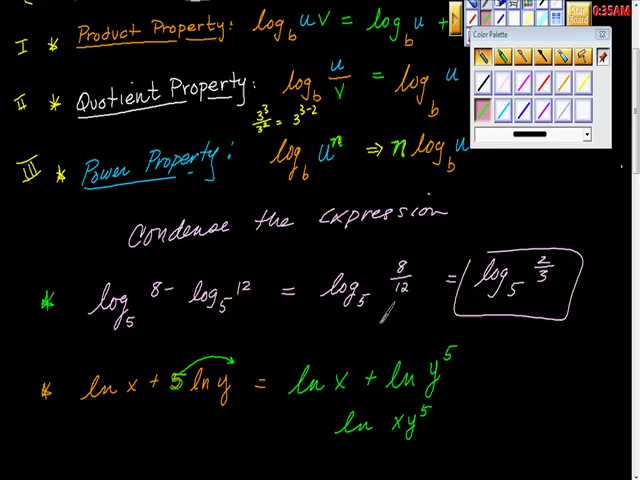 I * Product Property: log_b uv = log_b u +
II * Quotient Property: log_b u/v = log_b u
3^3/3^2 = 3^(3-2)
III * Power Property: log_b u^n ⇒ n log_b u
Condense the expression
* log_5 8 - log_5 12 = log_5 8/12 = log_5 2/3
* ln x + 5 ln y = ln x + ln y^5
ln xy^5
Start Board
0:35AM
Color Palette